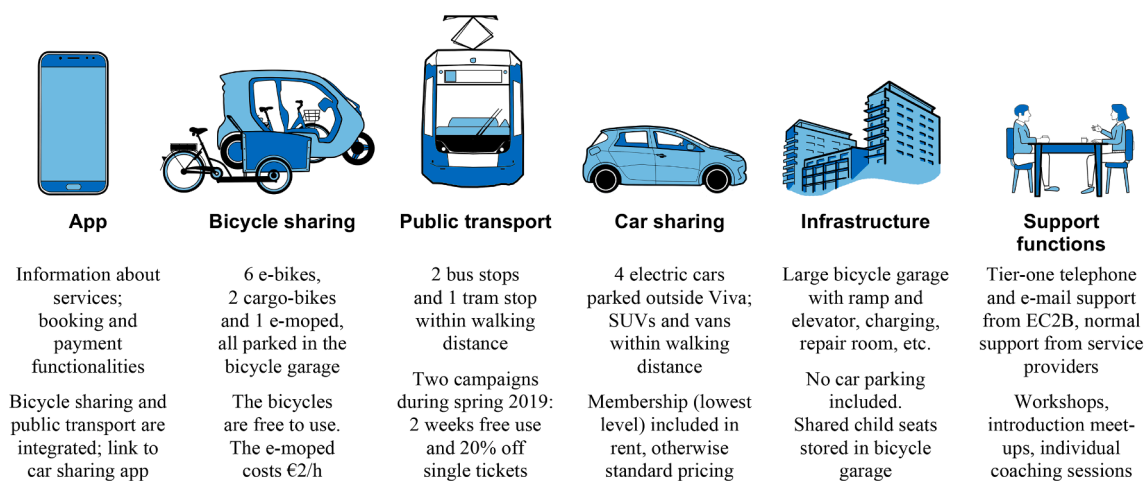 App
Information about
services;
booking and
payment
functionalities
Bicycle sharing and
public transport are
integrated; link to
car sharing app
Bicycle sharing
6 e-bikes,
2 cargo-bikes
and 1 e-moped,
all parked in the
bicycle garage
The bicycles
are free to use.
The e-moped
costs €2/h
Public transport
2 bus stops
and 1 tram stop
within walking
distance
Two campaigns
during spring 2019:
2 weeks free use
and 20% off
single tickets
Car sharing
4 electric cars
parked outside Viva;
SUVs and vans
within walking
distance
Membership (lowest
level) included in
rent, otherwise
standard pricing
Infrastructure
Large bicycle garage
with ramp and
elevator, charging,
repair room, etc.
No car parking
included.
Shared child seats
stored in bicycle
garage
Support
functions
Tier-one telephone
and e-mail support
from EC2B, normal
support from service
providers
Workshops,
introduction meet-
ups, individual
coaching sessions